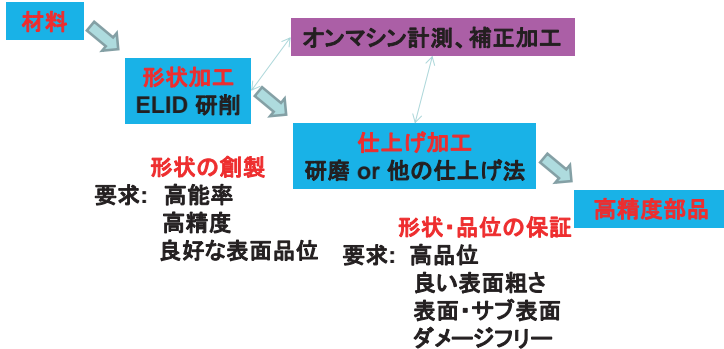 材料
オンマシン計測、補正加工
形状加工
ELID 研削
仕上げ加工
研磨 or 他の仕上げ法
形状の創製
要求: 高能率
高精度
良好な表面品位
高精度部品
形状・品位の保証
要求: 高品位
良い表面粗さ
表面・サブ表面
ダメージフリー